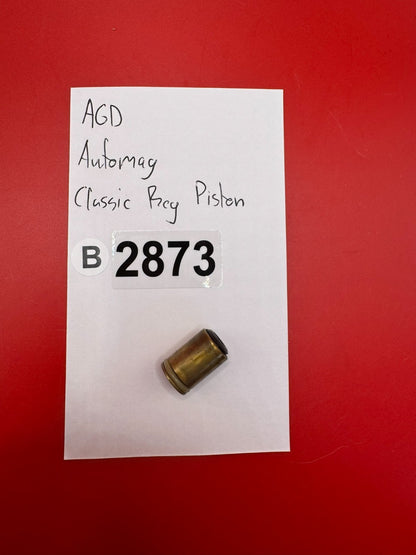 AGD
Automag
Classic Reg Piston
B 2873